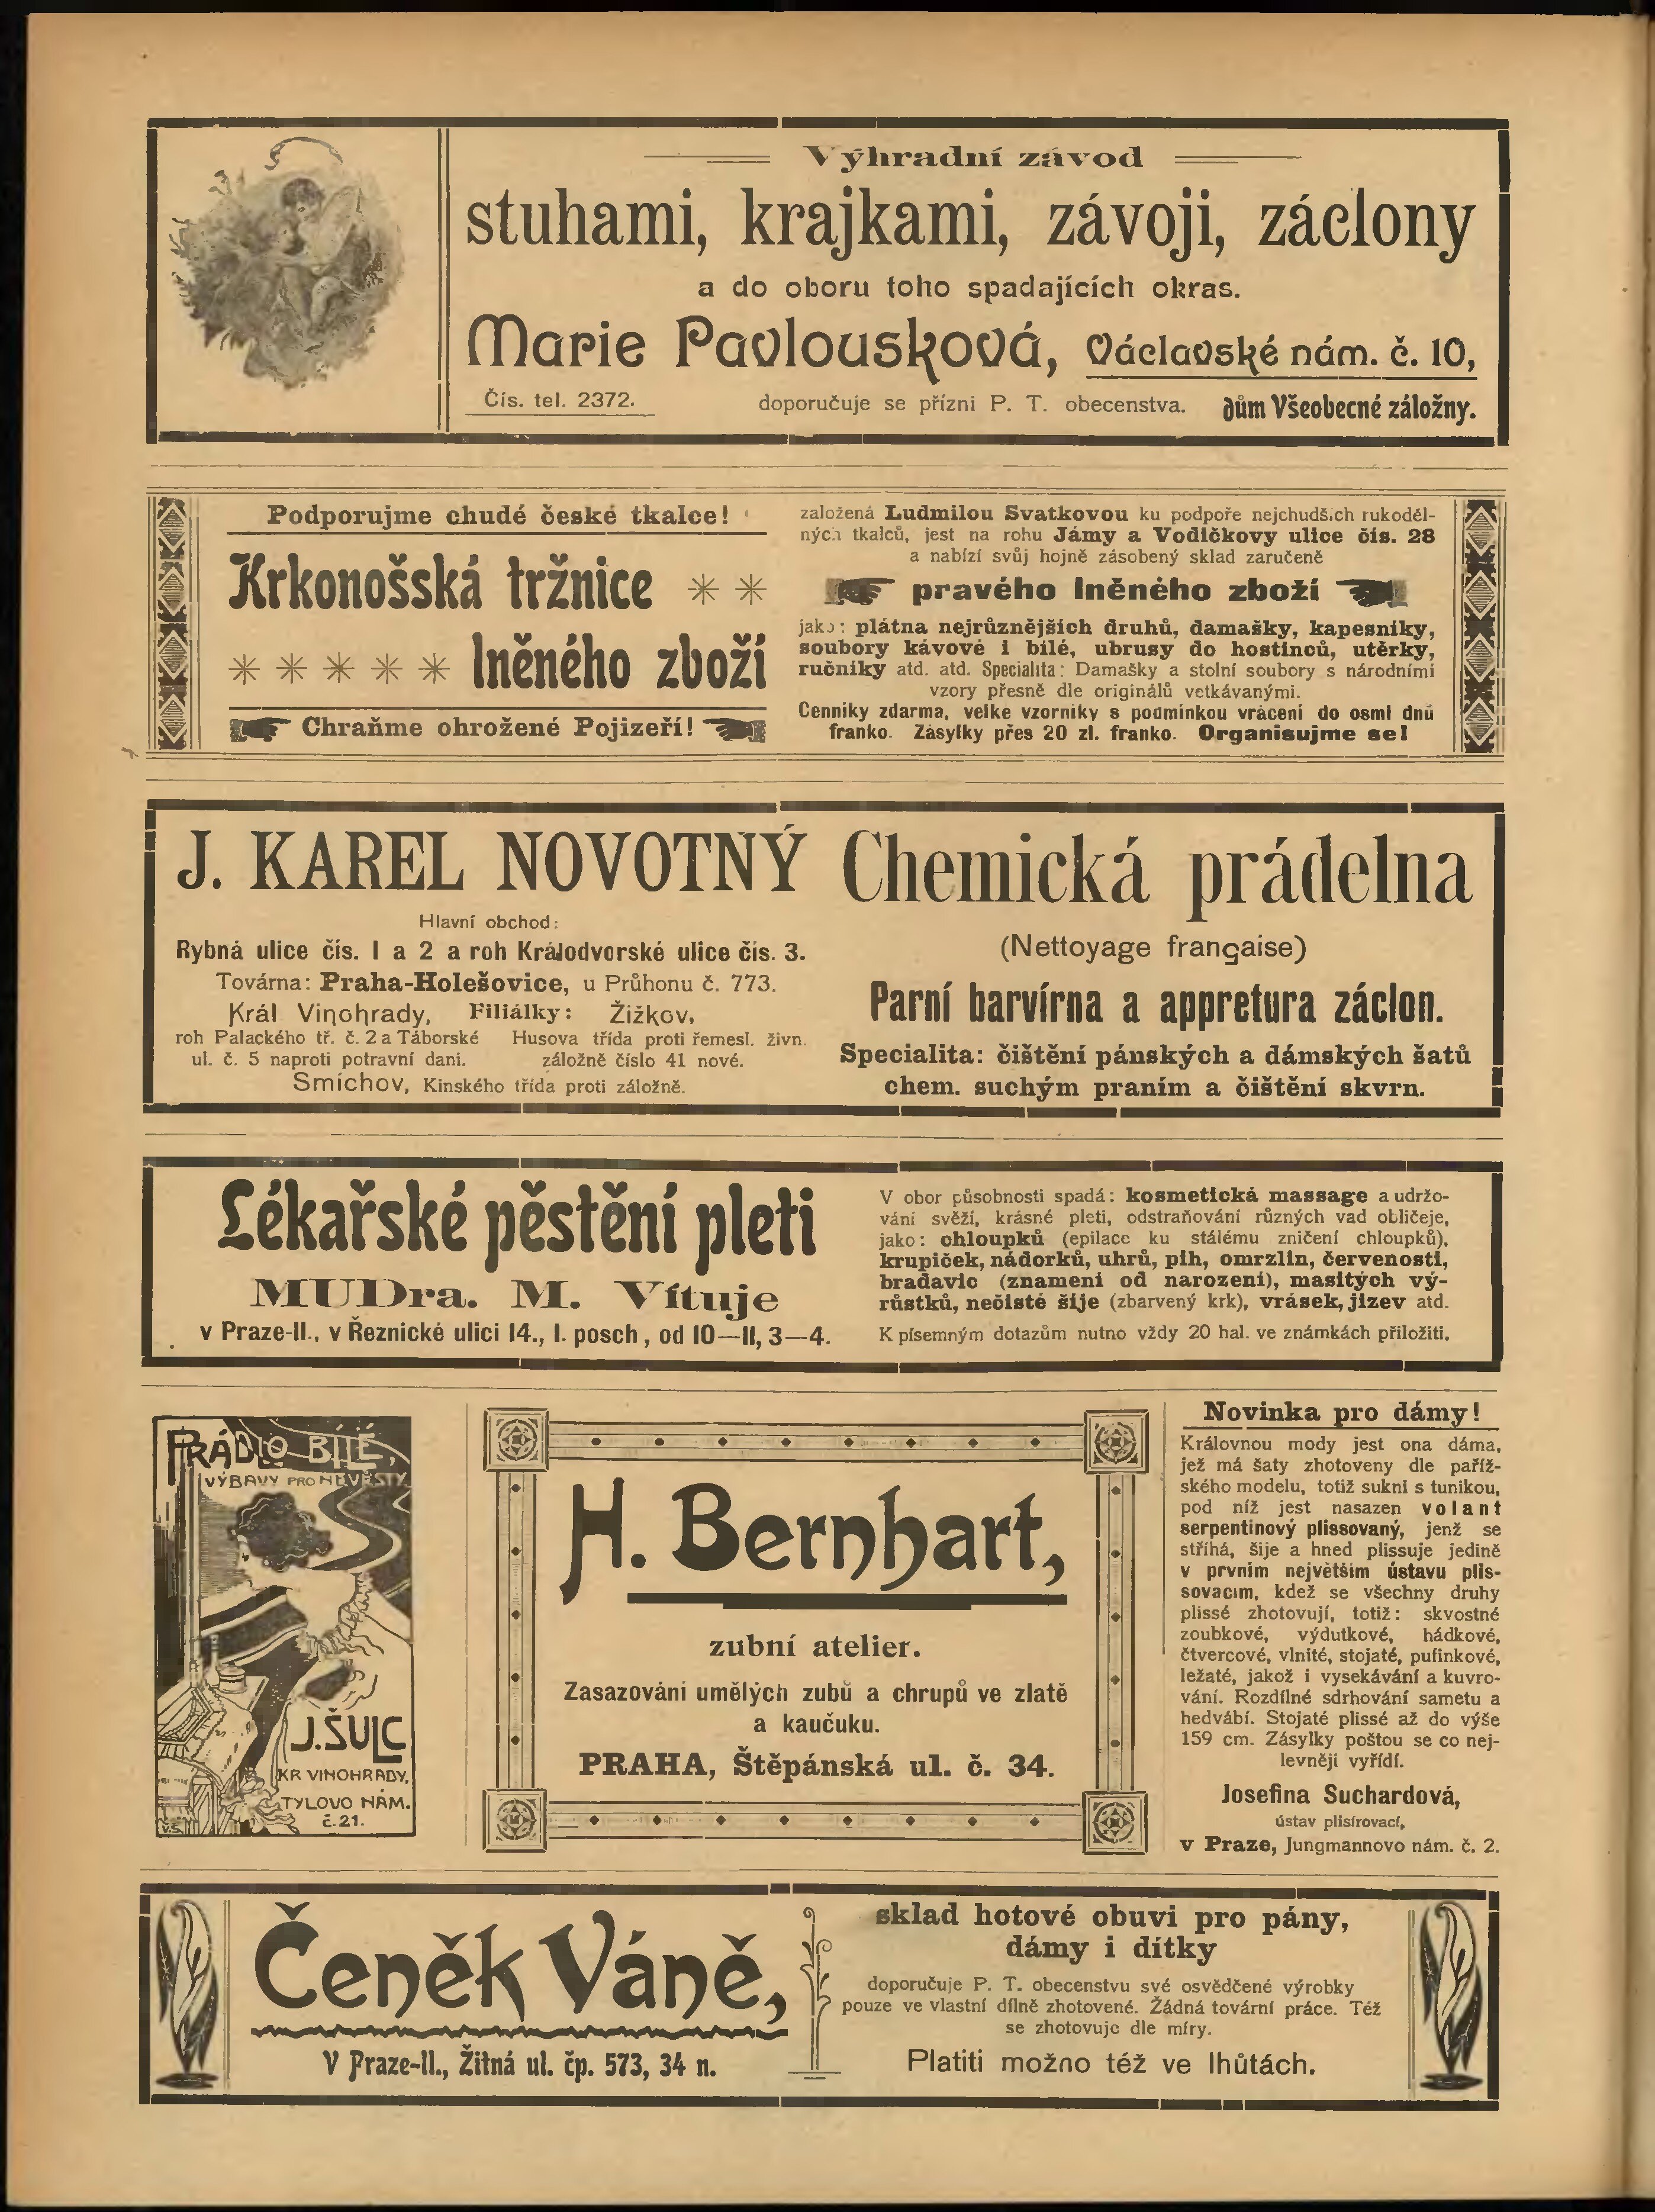 Výhradní závod
stuhami, krajkami, závoji, záclony
a do oboru toho spadajících okras.
Marie Pavlousková, Václavské nám. č. 10,
Čís. tel. 2372. doporučuje se přízni P. T. obecenstva. dům Všeobecné záložny.
Podporujme chudé české tkalce!
Krkonošská tržnice
lněného zboží
Chraňme ohrožené Pojizeří!
založená Ludmilou Svatkovou ku podpoře nejchudších rukoděl-
ných tkalců, jest na rohu Jámy a Vodičkovy ulice čís. 28
a nabízí svůj hojně zásobený sklad zaručeně
pravého lněného zboží
jako: plátna nejrůznějších druhů, damašky, kapesníky,
soubory kávové i bílé, ubrusy do hostinců, utěrky,
ručníky atd. atd. Specialita: Damašky a stolní soubory s národními
vzory přesně dle originálů vetkávanými.
Cenníky zdarma, velké vzorníky s podmínkou vrácení do osmi dnů
franko. Zásylky přes 20 zl. franko. Organisujme se!
J. KAREL NOVOTNÝ
Hlavní obchod:
Rybná ulice čís. 1 a 2 a roh Králodvorské ulice čís. 3.
Továrna: Praha-Holešovice, u Průhonu č. 773.
Král Vinohrady, Filiálky: Žižkov,
roh Palackého tř. č. 2 a Táborské Husova třída proti řemesl. živn.
ul. č. 5 naproti potravní dani. záložně číslo 41 nové.
Smíchov, Kinského třída proti záložně.
Chemická prádelna
(Nettoyage française)
Parní barvírna a appretura záclon.
Specialita: čištění pánských a dámských šatů
chem. suchým praním a čištění skvrn.
Lékařské pěstění pleti
MUDra. M. Vítuje
v Praze-II., v Řeznické ulici 14., I. posch, od 10—11, 3—4.
V obor působnosti spadá: kosmetická massage a udržo-
vání svěží, krásné pleti, odstraňování různých vad obličeje,
jako: chloupků (epilace ku stálému zničení chloupků),
krupiček, nádorků, uhrů, pih, omrzlin, červenosti,
bradavic (znamení od narození), masitých vý-
růstků, nečisté šíje (zbarvený krk), vrásek, jizev atd.
K písemným dotazům nutno vždy 20 hal. ve známkách přiložiti.
PRÁDLO BÍLÉ,
VÝBAVY PRO NEVĚSTY
J. ŠULC
KR VINOHRADY,
TYLOVO NÁM.
č. 21.
V.Š.
H. Bernhart,
zubní atelier.
Zasazování umělých zubů a chrupů ve zlatě
a kaučuku.
PRAHA, Štěpánská ul. č. 34.
Novinka pro dámy!
Královnou mody jest ona dáma,
jež má šaty zhotoveny dle paříž-
ského modelu, totiž sukni s tunikou,
pod níž jest nasazen volant
serpentinový plissovaný, jenž se
stříhá, šije a hned plissuje jedině
v prvním největším ústavu plis-
sovacím, kdež se všechny druhy
plissé zhotovují, totiž: skvostné
zoubkové, výdutkové, hádkové,
čtvercové, vlnité, stojaté, pufinkové,
ležaté, jakož i vysekávání a kuvro-
vání. Rozdílné sdrhování sametu a
hedvábí. Stojaté plissé až do výše
159 cm. Zásylky poštou se co nej-
levněji vyřídí.
Josefina Suchardová,
ústav plisírovací,
v Praze, Jungmannovo nám. č. 2.
Čeněk Váně,
V Praze-II., Žitná ul. čp. 573, 34 n.
sklad hotové obuvi pro pány,
dámy i dítky
doporučuje P. T. obecenstvu své osvědčené výrobky
pouze ve vlastní dílně zhotovené. Žádná tovární práce. Též
se zhotovuje dle míry.
Platiti možno též ve lhůtách.